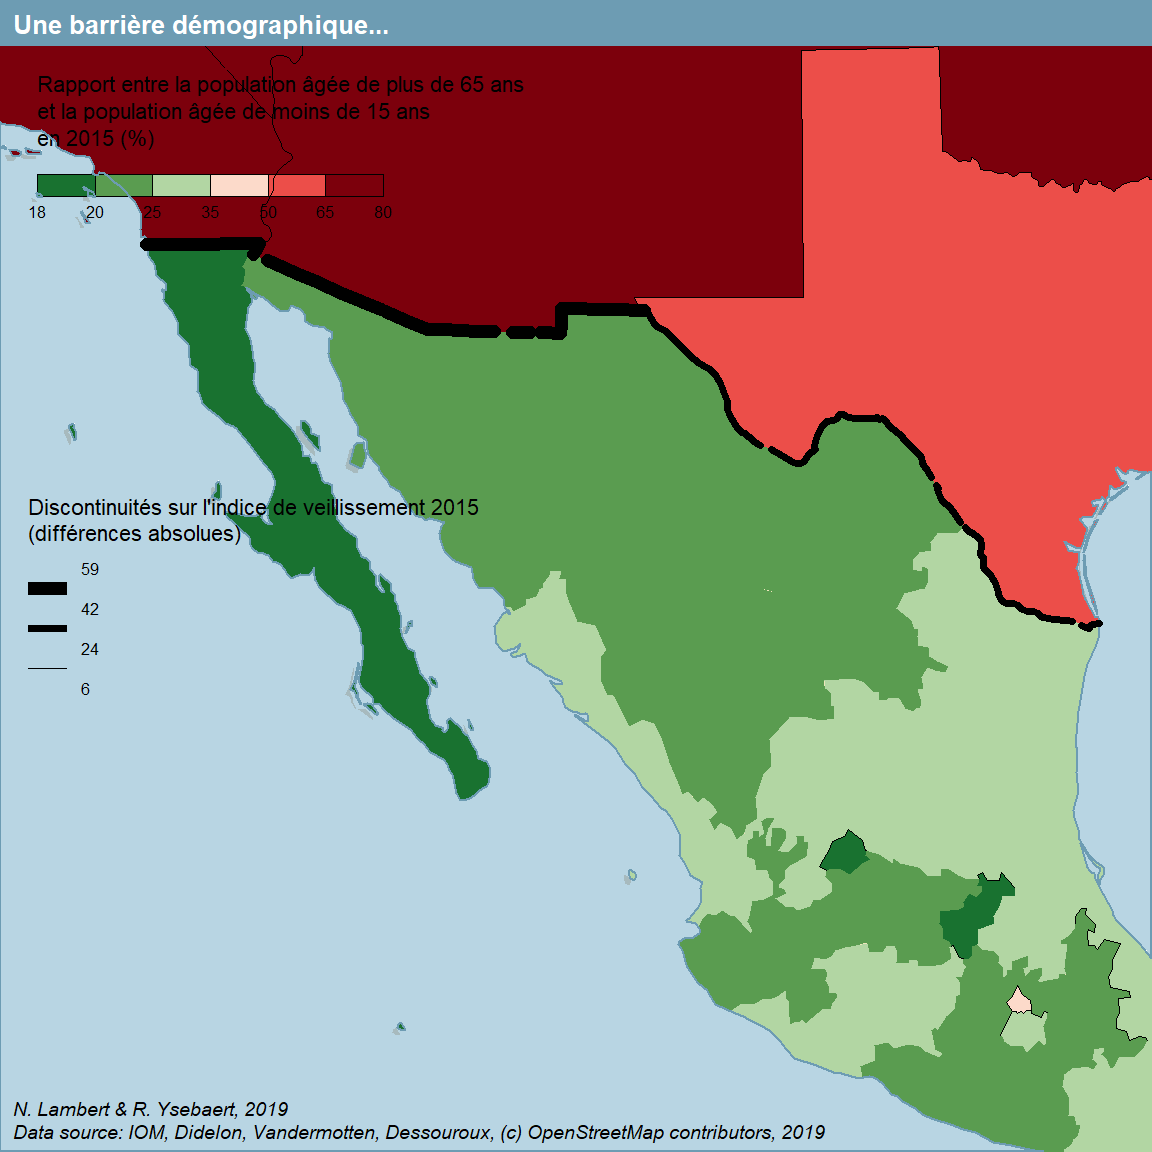 Une barrière démographique...
Rapport entre la population âgée de plus de 65 ans
et la population âgée de moins de 15 ans
en 2015 (%)
18 20 25 35 50 65 80
Discontinuités sur l'indice de veillissement 2015
(différences absolues)
59
42
24
6
N. Lambert & R. Ysebaert, 2019
Data source: IOM, Didelon, Vandermotten, Dessouroux, (c) OpenStreetMap contributors, 2019